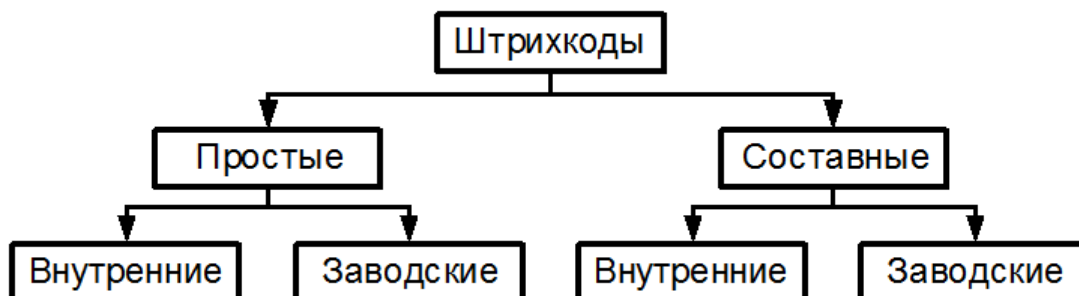 Штрихкоды
Простые
Составные
Внутренние
Заводские
Внутренние
Заводские